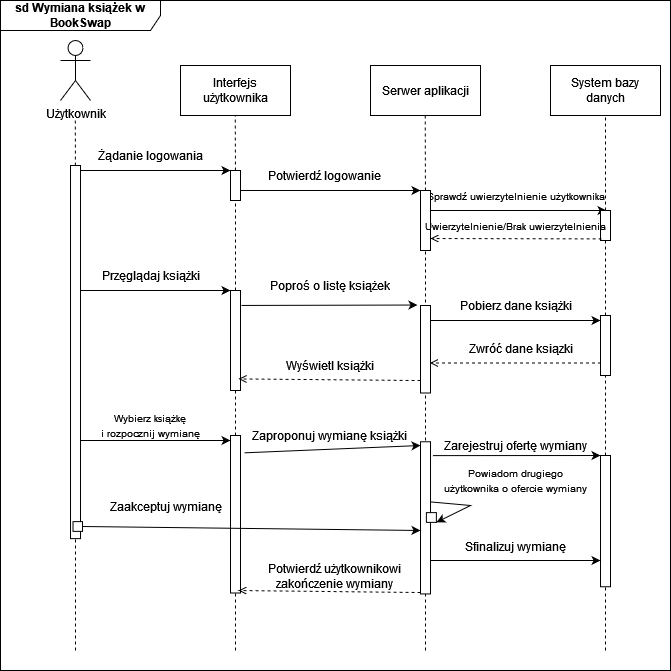 sd Wymiana książek w
BookSwap
Użytkownik
Interfejs
użytkownika
Serwer aplikacji
System bazy
danych
Żądanie logowania
Potwierdź logowanie
Sprawdź uwierzytelnienie użytkownika
Uwierzytelnienie/Brak uwierzytelnienia
Przęglądaj książki
Poproś o listę książek
Pobierz dane książki
Zwróć dane ksiązki
Wyświetl książki
Wybierz książkę
i rozpocznij wymianę
Zaproponuj wymianę książki
Zarejestruj ofertę wymiany
Powiadom drugiego
użytkownika o ofercie wymiany
Zaakceptuj wymianę
Sfinalizuj wymianę
Potwierdź użytkownikowi
zakończenie wymiany